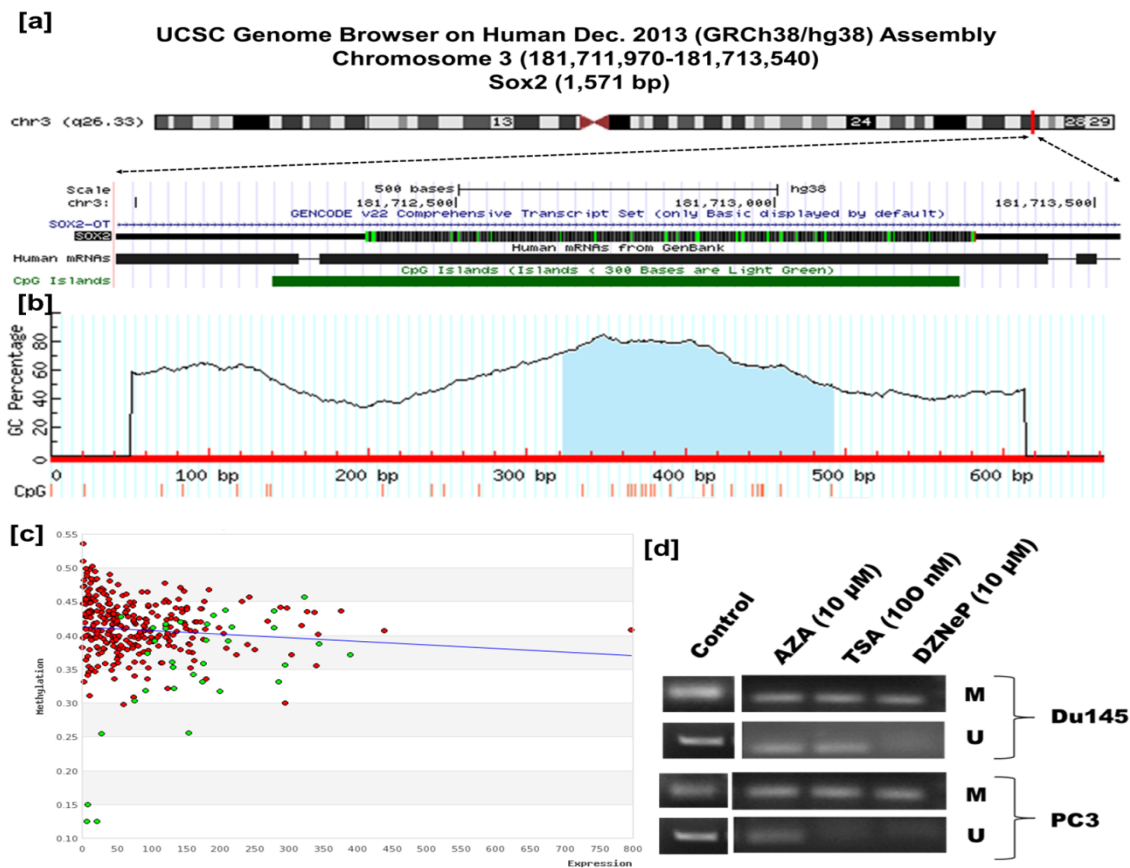 [a]
UCSC Genome Browser on Human Dec. 2013 (GRCh38/hg38) Assembly
Chromosome 3 (181,711,970-181,713,540)
Sox2 (1,571 bp)
chr3 (q26.33) 13 24 28 29
Scale 500 bases hg38
chr3: 181,712,500 181,713,000 181,713,500
GENCODE v22 Comprehensive Transcript Set (only Basic displayed by default)
SOX2-OT
SOX2
Human mRNAs from GenBank
Human mRNAs
CpG Islands (Islands < 300 Bases are Light Green)
CpG Islands
[b]
GC Percentage
80
60
40
20
0
0 100 bp 200 bp 300 bp 400 bp 500 bp 600 bp
CpG
[c]
0.55
0.50
0.45
0.40
0.35
0.30
0.25
0.20
0.15
0.10
Methylation
0 50 100 150 200 250 300 350 400 450 500 550 600 650 700 750 800
Expression
[d]
Control
AZA (10 µM)
TSA (10O nM)
DZNeP (10 µM)
M
U
Du145
M
U
PC3